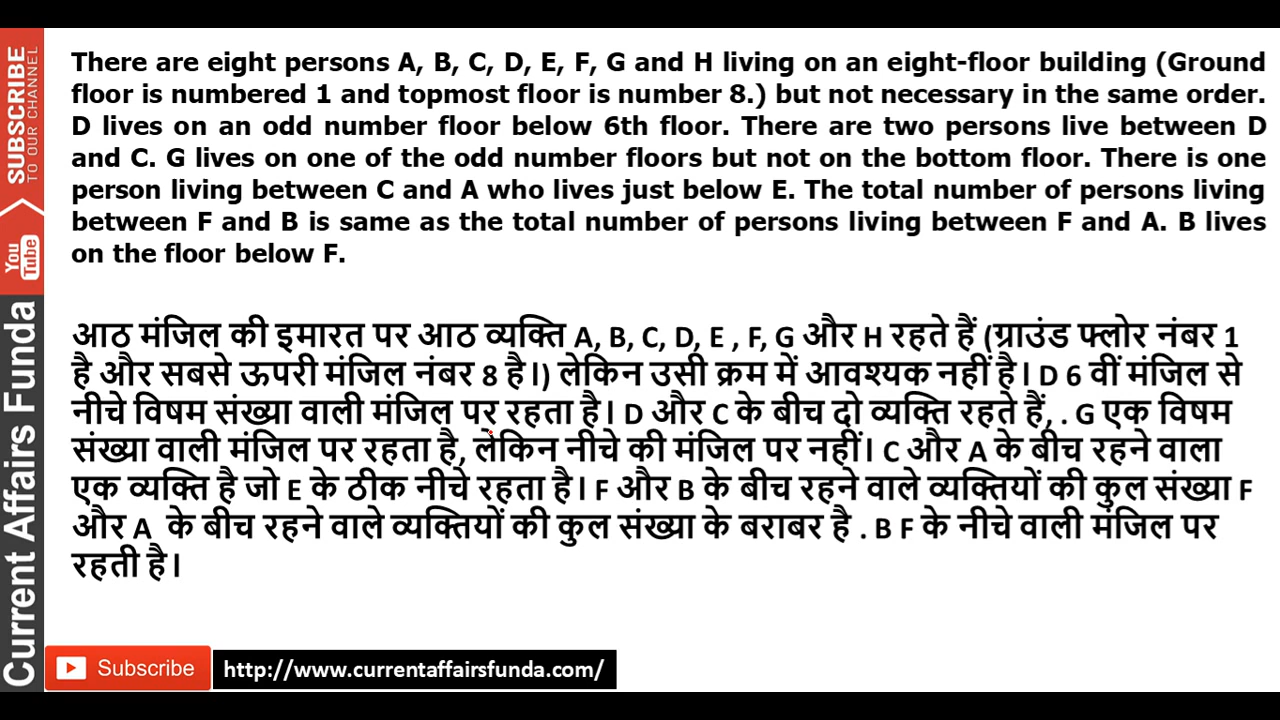 There are eight persons A, B, C, D, E, F, G and H living on an eight-floor building (Ground
floor is numbered 1 and topmost floor is number 8.) but not necessary in the same order.
D lives on an odd number floor below 6th floor. There are two persons live between D
and C. G lives on one of the odd number floors but not on the bottom floor. There is one
person living between C and A who lives just below E. The total number of persons living
between F and B is same as the total number of persons living between F and A. B lives
on the floor below F.
आठ मंजिल की इमारत पर आठ व्यक्ति A, B, C, D, E , F, G और H रहते हैं (ग्राउंड फ्लोर नंबर 1
है और सबसे ऊपरी मंजिल नंबर 8 है।) लेकिन उसी क्रम में आवश्यक नहीं है। D 6 वीं मंजिल से
नीचे विषम संख्या वाली मंजिल पर रहता है। D और C के बीच दो व्यक्ति रहते हैं, . G एक विषम
संख्या वाली मंजिल पर रहता है, लेकिन नीचे की मंजिल पर नहीं। C और A के बीच रहने वाला
एक व्यक्ति है जो E के ठीक नीचे रहता है। F और B के बीच रहने वाले व्यक्तियों की कुल संख्या F
और A के बीच रहने वाले व्यक्तियों की कुल संख्या के बराबर है . B F के नीचे वाली मंजिल पर
रहती है।
SUBSCRIBE
TO OUR CHANNEL
You
Tube
Current Affairs Funda
Subscribe
http://www.currentaffairsfunda.com/